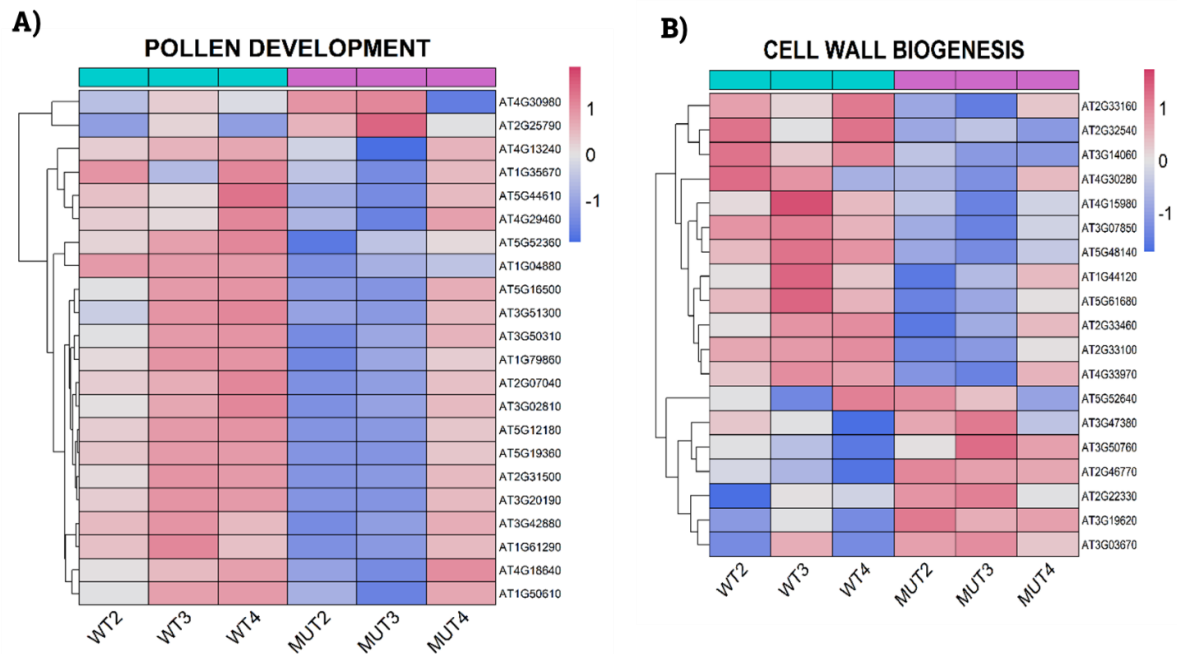 A)
POLLEN DEVELOPMENT
1
0
-1
AT4G30960
AT2G25790
AT4G13240
AT1G35670
AT5G44610
AT4G29460
AT5G52360
AT1G04880
AT5G16500
AT3G51300
AT3G50310
AT1G79860
AT2G07040
AT3G02810
AT5G12180
AT5G19360
AT2G31500
AT3G20190
AT3G42880
AT1G61290
AT4G18640
AT1G50610
WT2 WT3 WT4 MUT2 MUT3 MUT4
B)
CELL WALL BIOGENESIS
1
0
-1
AT2G33160
AT2G32540
AT3G14060
AT4G30280
AT4G15980
AT3G07850
AT5G48140
AT1G44120
AT5G61680
AT2G33460
AT2G33100
AT4G33970
AT5G52640
AT3G47380
AT3G50760
AT2G46770
AT2G22330
AT3G19620
AT3G03670
WT2 WT3 WT4 MUT2 MUT3 MUT4